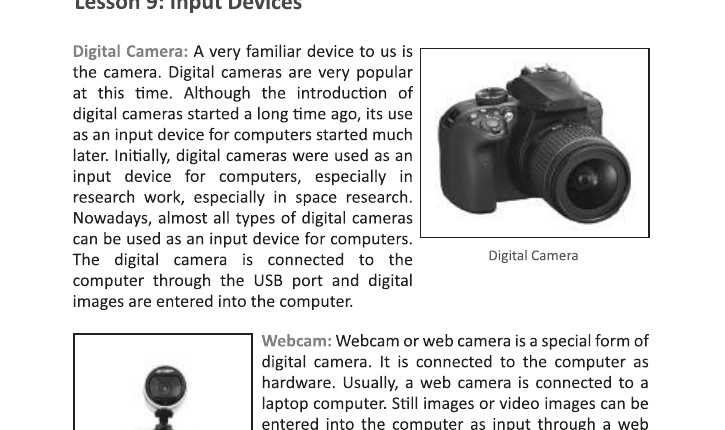 Lesson 9: Input Devices
Digital Camera: A very familiar device to us is
the camera. Digital cameras are very popular
at this time. Although the introduction of
digital cameras started a long time ago, its use
as an input device for computers started much
later. Initially, digital cameras were used as an
input device for computers, especially in
research work, especially in space research.
Nowadays, almost all types of digital cameras
can be used as an input device for computers.
The digital camera is connected to the
computer through the USB port and digital
images are entered into the computer.
Digital Camera
Webcam: Webcam or web camera is a special form of
digital camera. It is connected to the computer as
hardware. Usually, a web camera is connected to a
laptop computer. Still images or video images can be
entered into the computer as input through a web